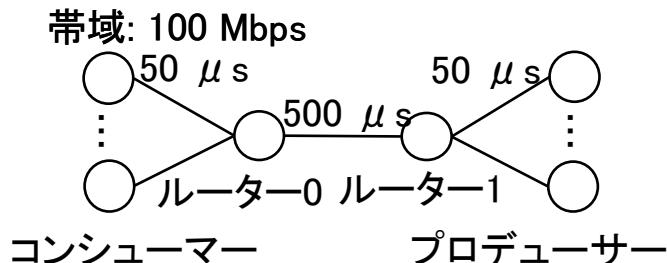 帯域: 100 Mbps
50 μs
50 μs
500 μs
ルーター0
ルーター1
コンシューマー
プロデューサー